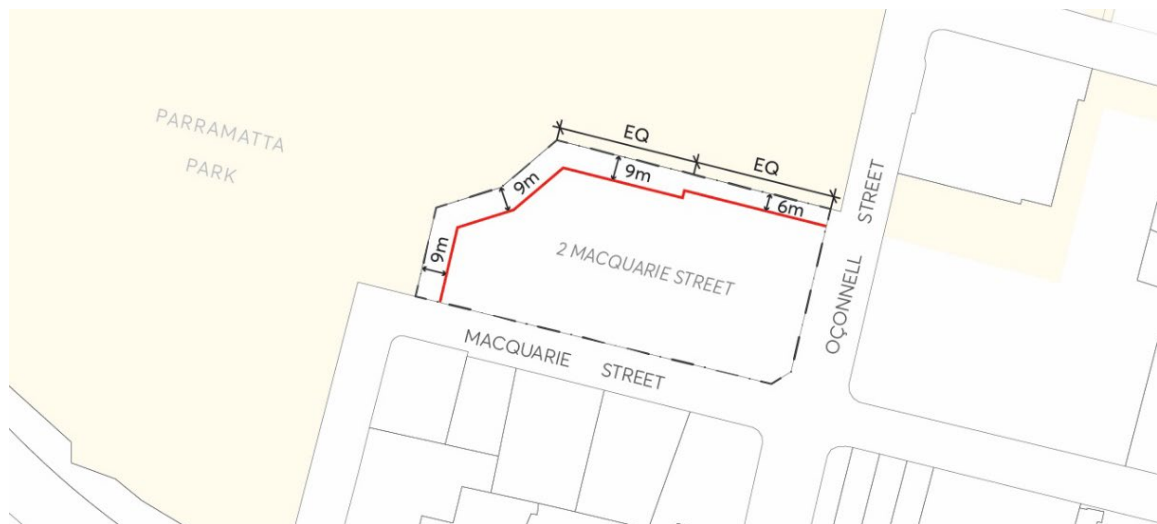 PARRAMATTA
PARK
EQ
EQ
9m
9m
6m
9m
2 MACQUARIE STREET
MACQUARIE STREET
OÇONNELL STREET